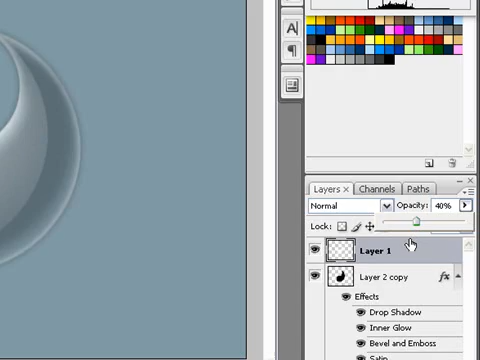 A
¶
Layers × Channels Paths
Normal Opacity: 40%
Lock:
Layer 1
Layer 2 copy fx
Effects
Drop Shadow
Inner Glow
Bevel and Emboss
Satin